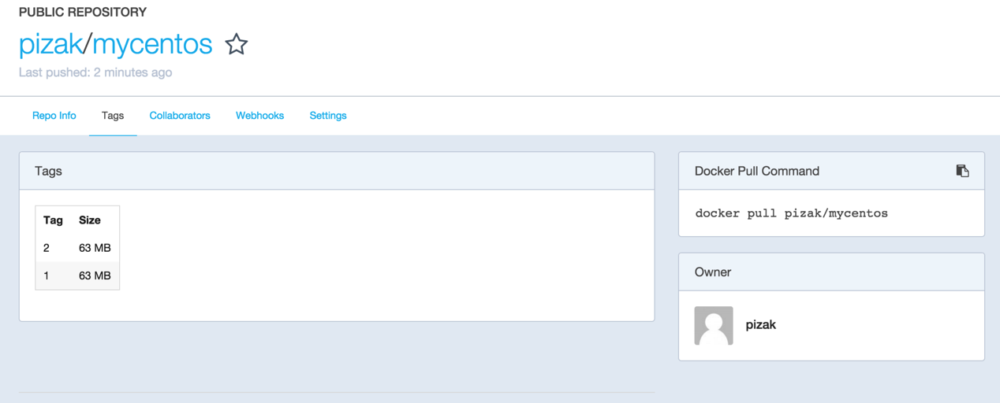 PUBLIC REPOSITORY
pizak/mycentos
Last pushed: 2 minutes ago
Repo Info Tags Collaborators Webhooks Settings
Tags
Tag Size
2 63 MB
1 63 MB
Docker Pull Command
docker pull pizak/mycentos
Owner
pizak